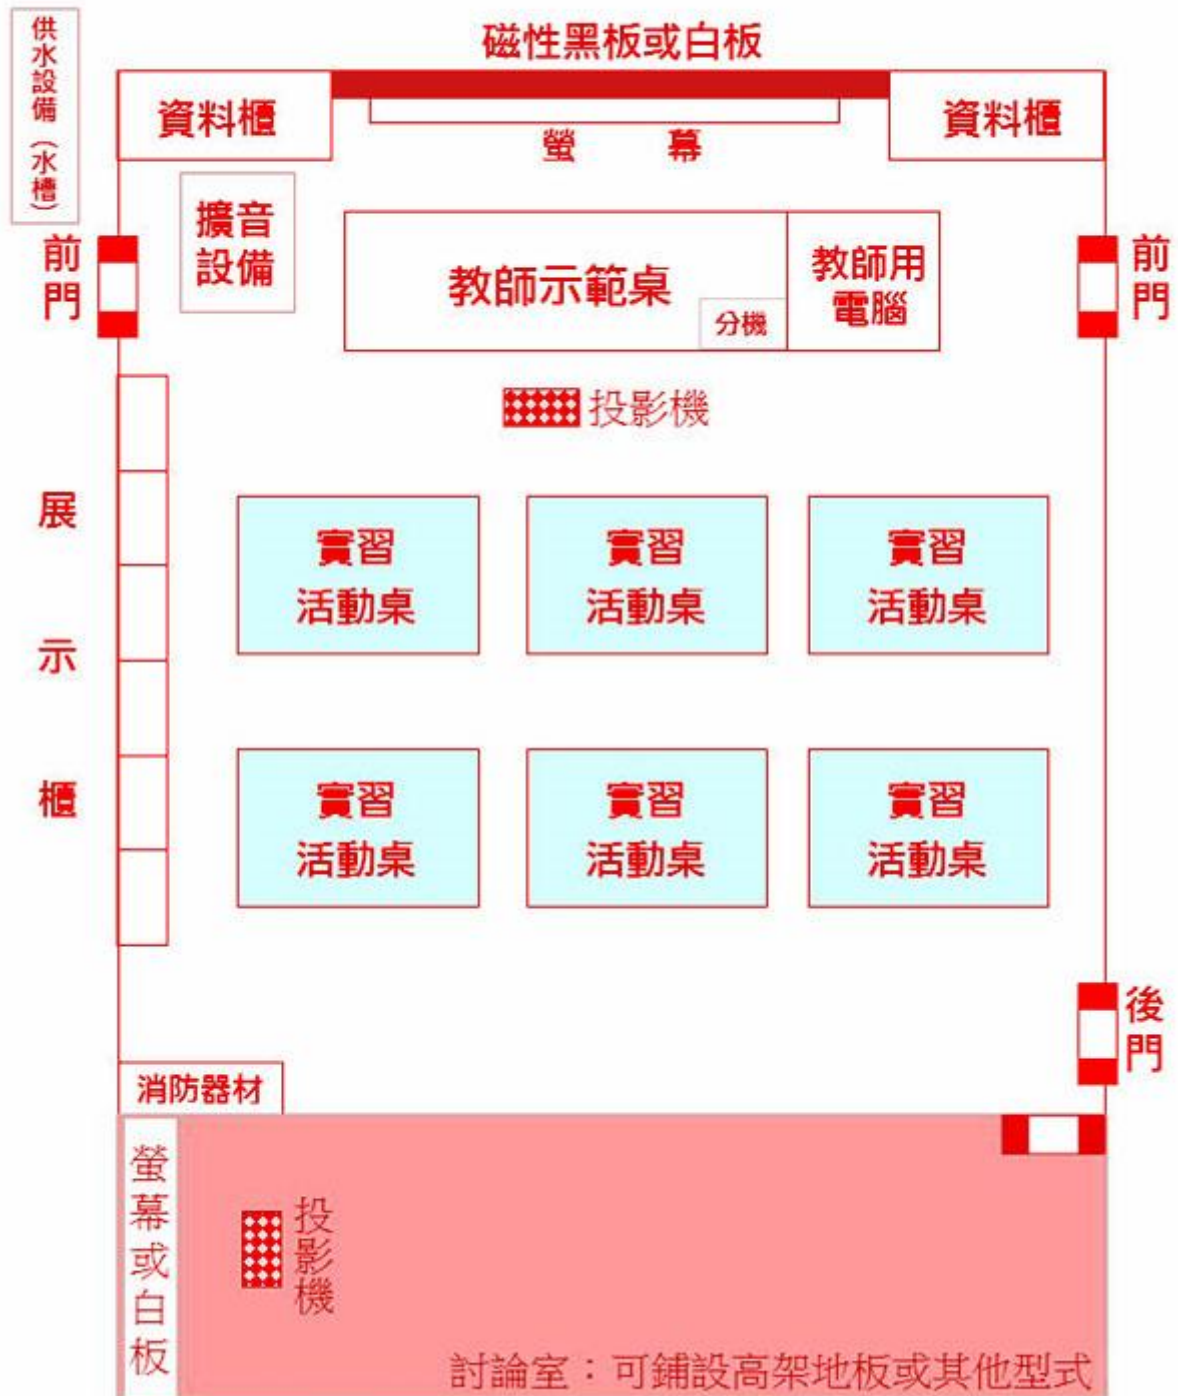 供水設備（水槽）
磁性黑板或白板
資料櫃
螢幕
資料櫃
擴音
設備
前門
教師示範桌
分機
教師用
電腦
前門
投影機
展示櫃
實習
活動桌
實習
活動桌
實習
活動桌
實習
活動桌
實習
活動桌
實習
活動桌
後門
消防器材
螢幕或白板
投影機
討論室：可鋪設高架地板或其他型式